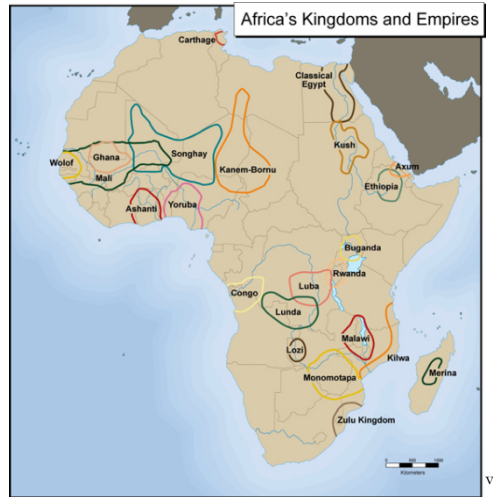 Africa's Kingdoms and Empires
Carthage
Classical
Egypt
Kush
Wolof
Ghana
Mali
Songhay
Kanem-Bornu
Axum
Ethiopia
Ashanti
Yoruba
Buganda
Rwanda
Congo
Luba
Lunda
Malawi
Lozi
Kilwa
Monomotapa
Merina
Zulu Kingdom
Kilometers
v